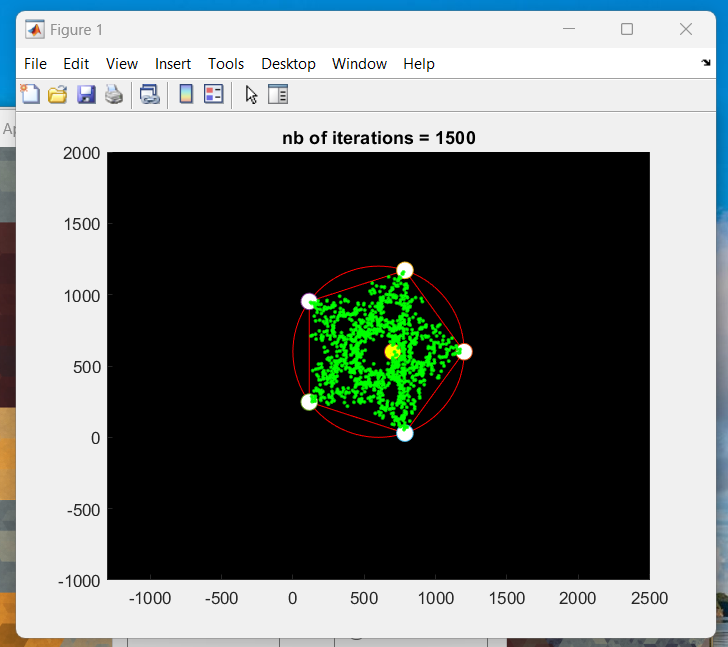 Figure 1
File Edit View Insert Tools Desktop Window Help
Ap
nb of iterations = 1500
2000
1500
1000
500
0
-500
-1000
-1000 -500 0 500 1000 1500 2000 2500